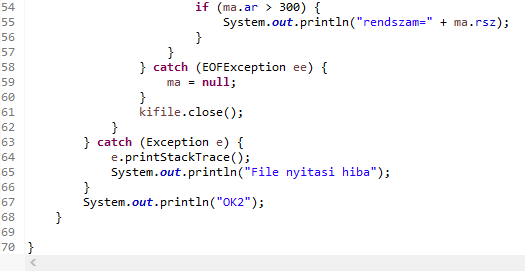 54 if (ma.ar > 300) {
55 System.out.println("rendszam=" + ma.rsz);
56 }
57 }
58 } catch (EOFException ee) {
59 ma = null;
60 }
61 kifile.close();
62 }
63 } catch (Exception e) {
64 e.printStackTrace();
65 System.out.println("File nyitasi hiba");
66 }
67 System.out.println("OK2");
68 }
69
70 }